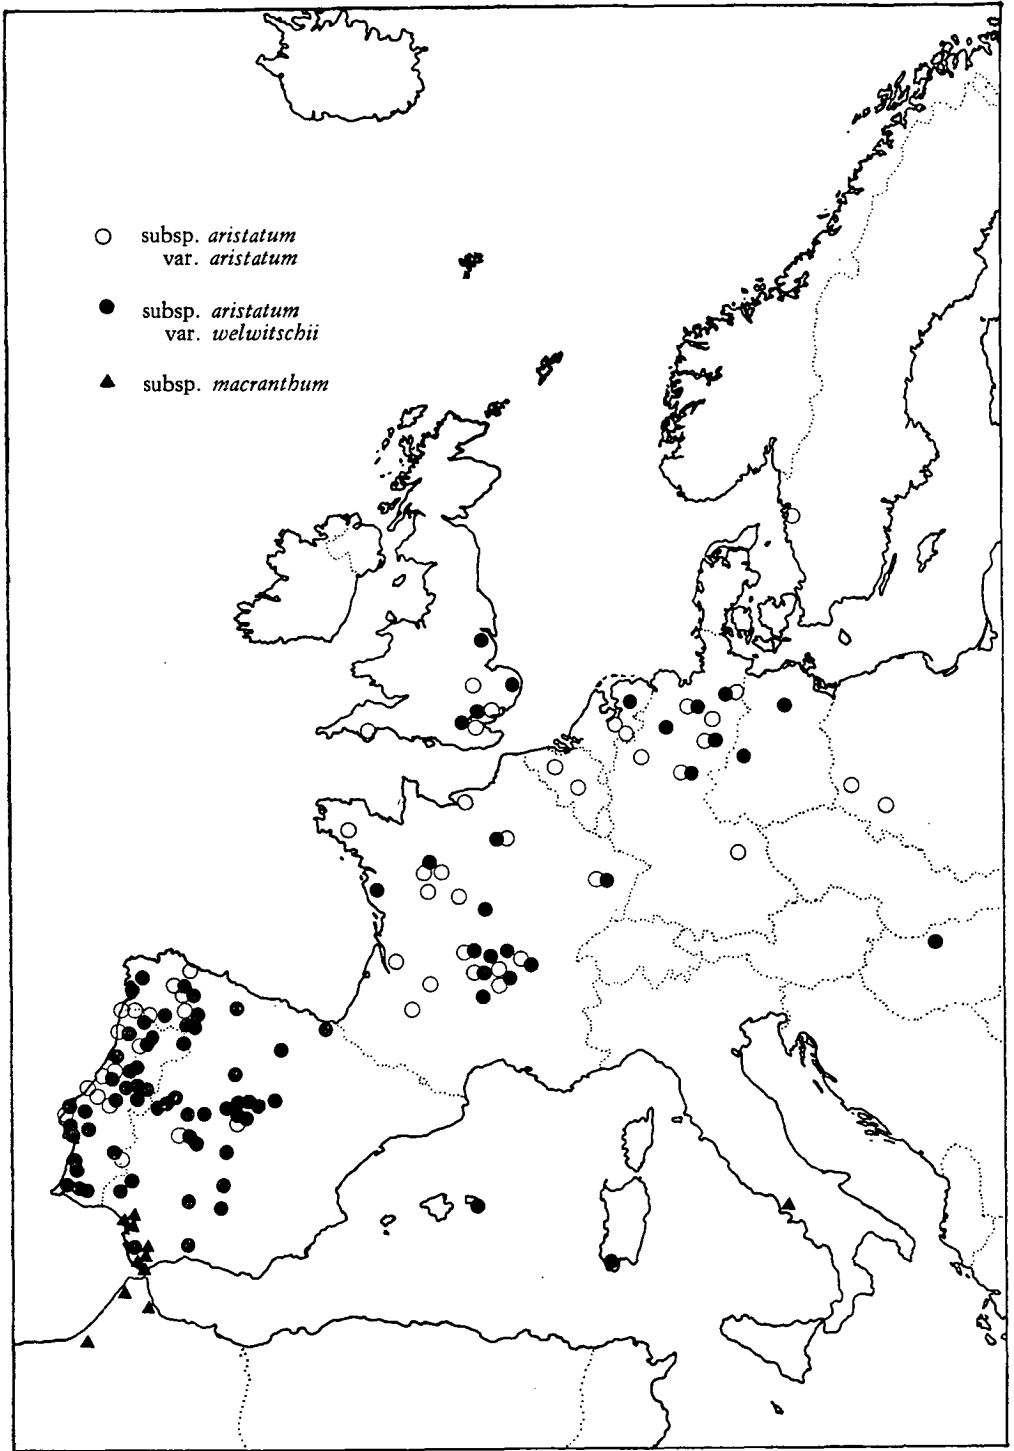 subsp. aristatum
var. aristatum
subsp. aristatum
var. welwitschii
subsp. macranthum